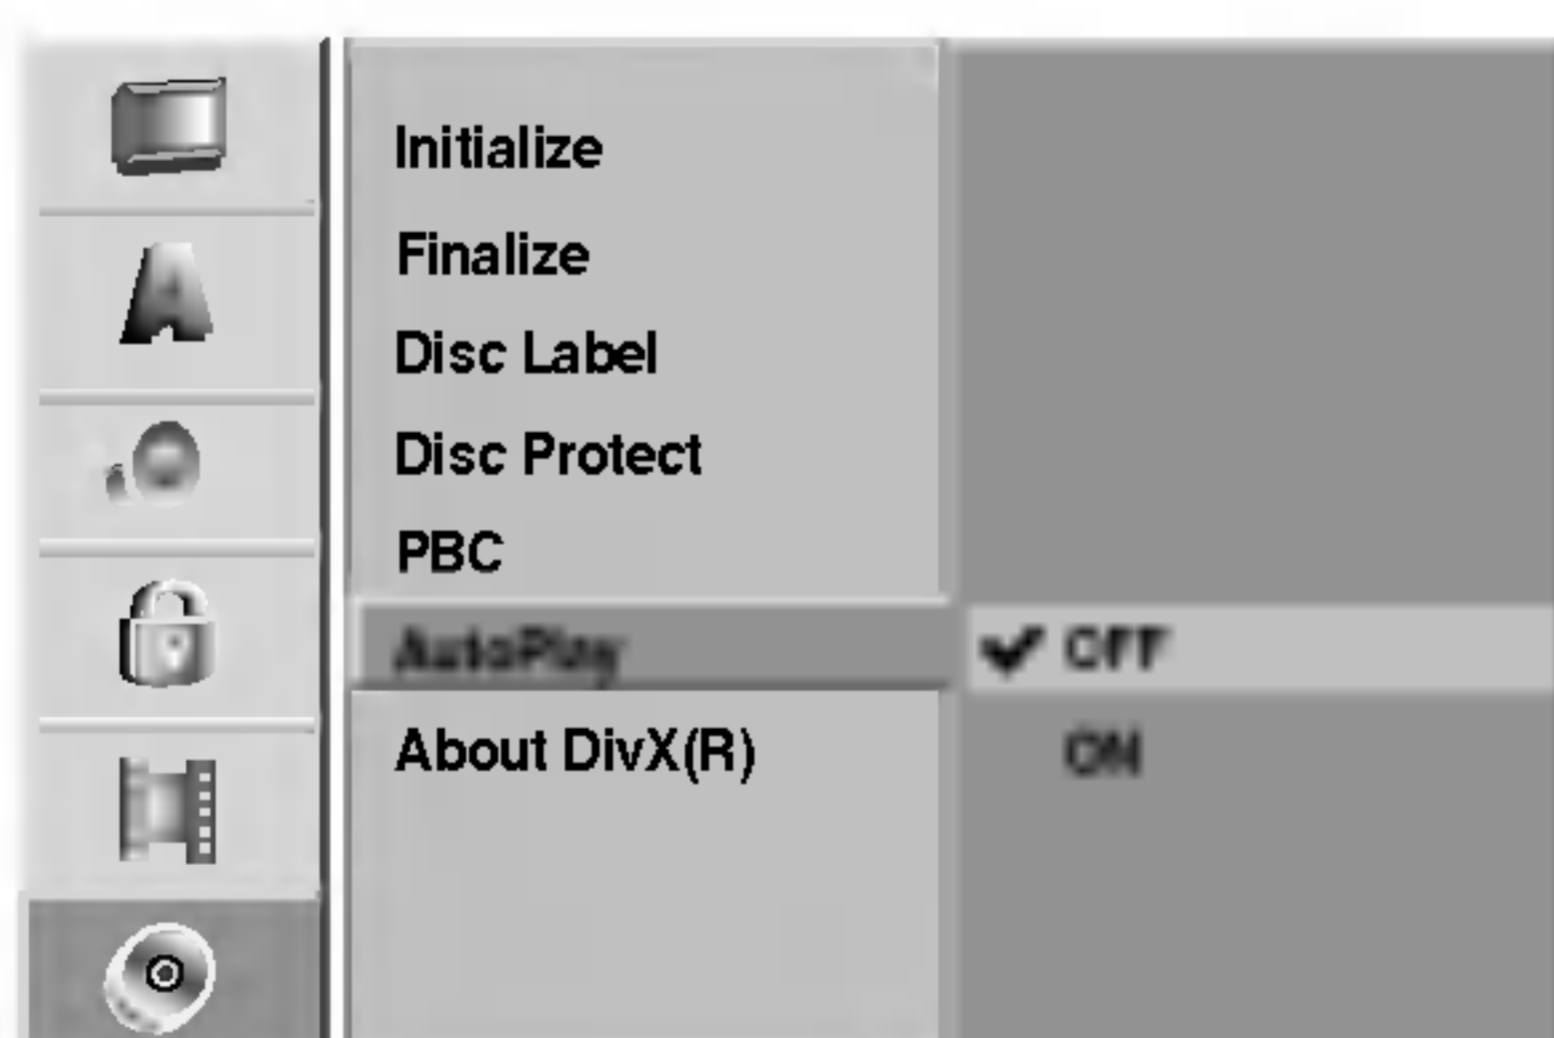 Initialize
Finalize
Disc Label
Disc Protect
PBC
AutoPlay
✔ OFF
ON
About DivX(R)